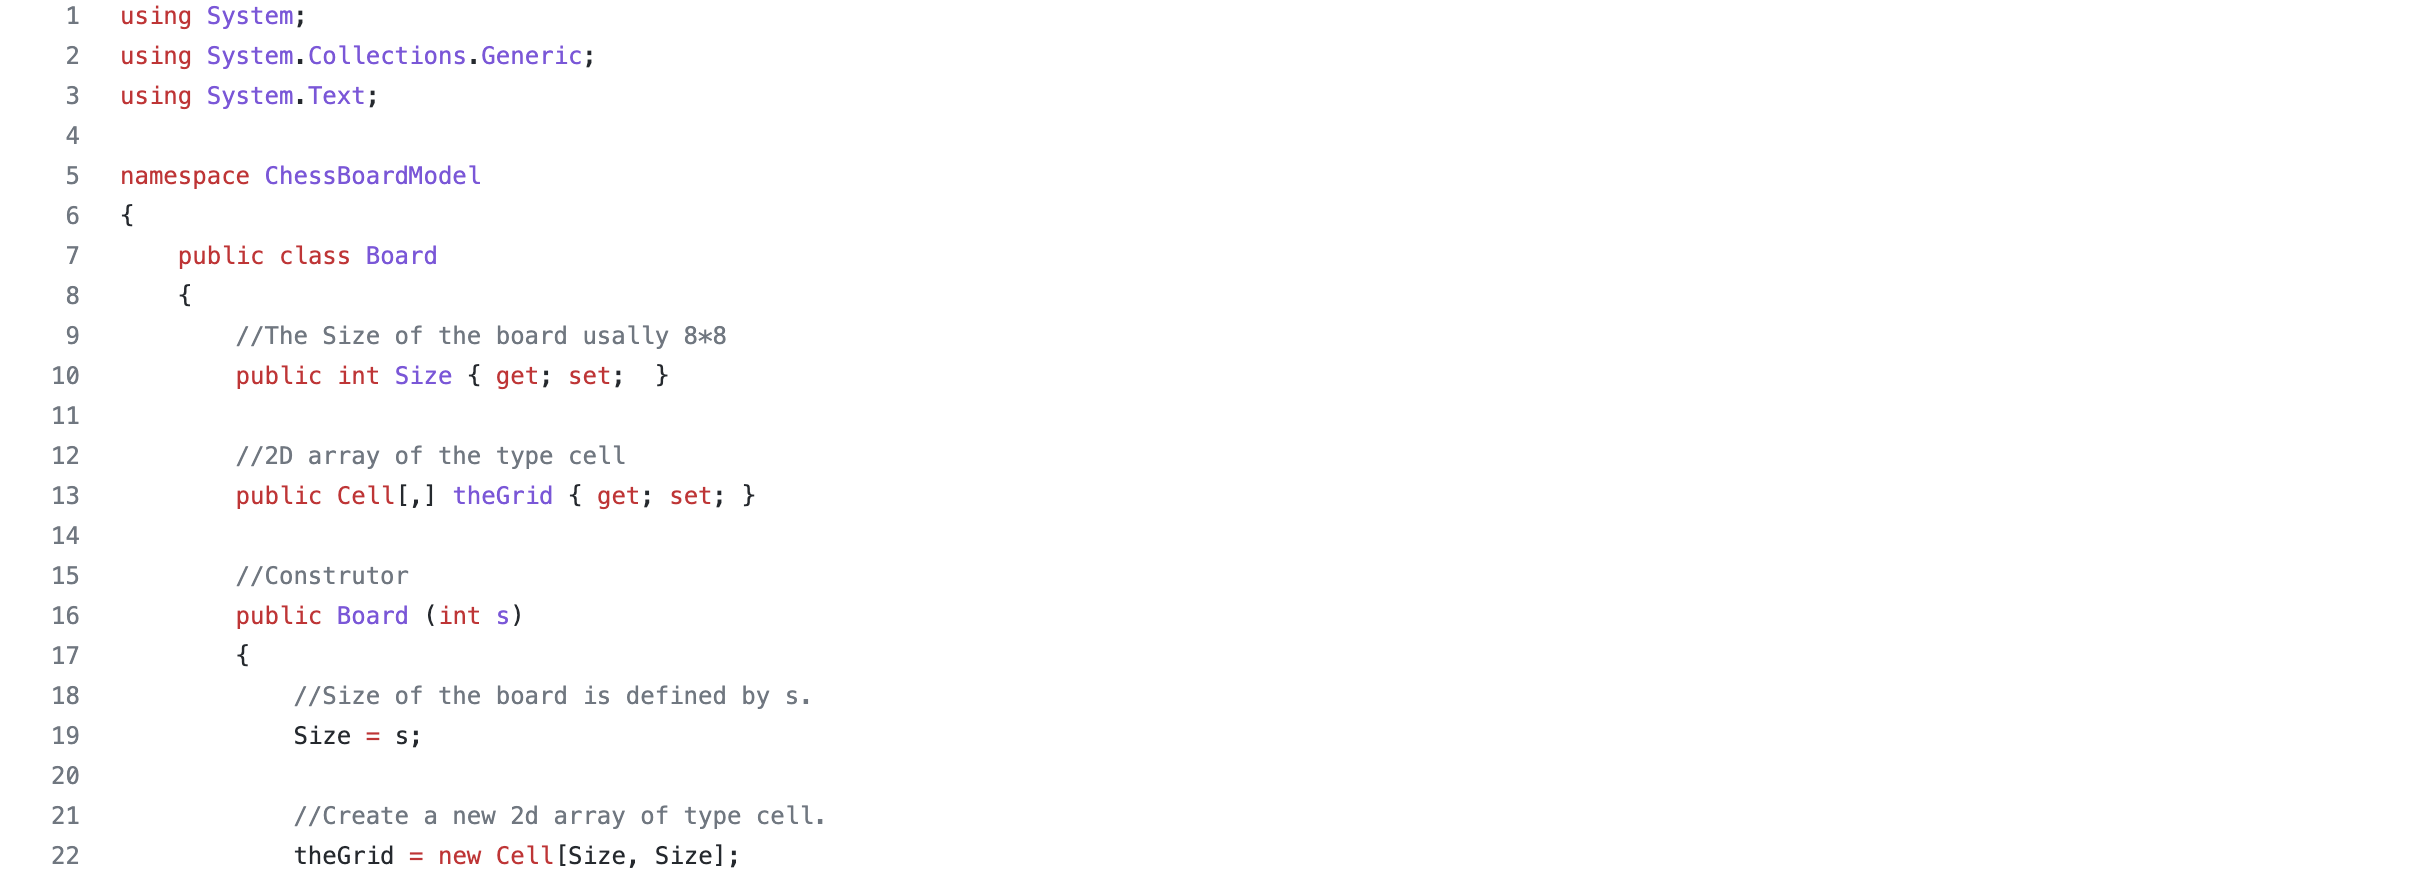 1 using System;
2 using System.Collections.Generic;
3 using System.Text;
4
5 namespace ChessBoardModel
6 {
7     public class Board
8     {
9         //The Size of the board usally 8*8
10         public int Size { get; set;  }
11
12         //2D array of the type cell
13         public Cell[,] theGrid { get; set; }
14
15         //Construtor
16         public Board (int s)
17         {
18             //Size of the board is defined by s.
19             Size = s;
20
21             //Create a new 2d array of type cell.
22             theGrid = new Cell[Size, Size];